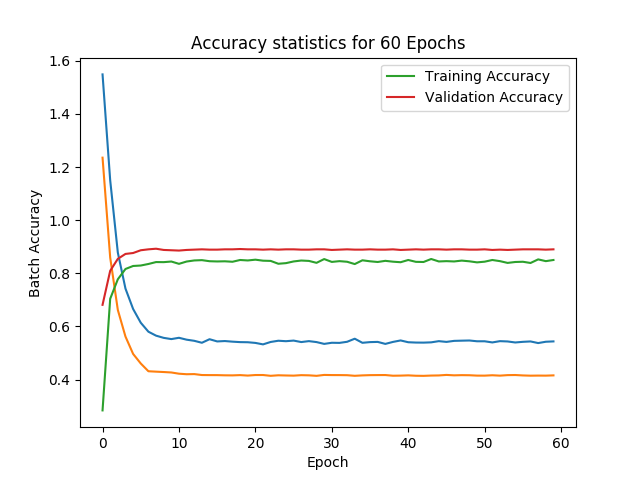 Accuracy statistics for 60 Epochs
1.6
1.4
1.2
1.0
0.8
0.6
0.4
Batch Accuracy
Training Accuracy
Validation Accuracy
0 10 20 30 40 50 60
Epoch